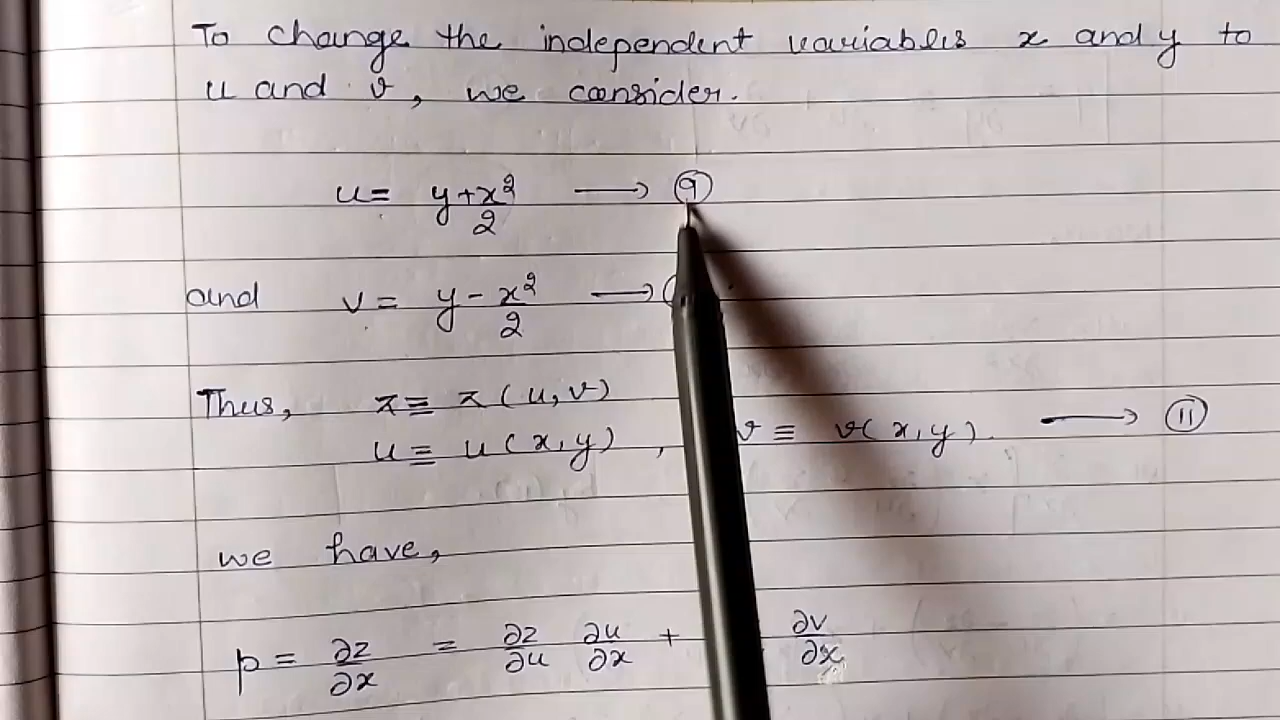 To change the independent variables x and y to
u and v, we consider.
u = y + x²/2 ⟶ ⑨
and v = y - x²/2 ⟶
Thus, z ≡ z(u, v)
u ≡ u(x, y), v ≡ v(x, y). ⟶ ⑪
we have,
p = ∂z/∂x = ∂z/∂u ∂u/∂x + ∂v/∂x